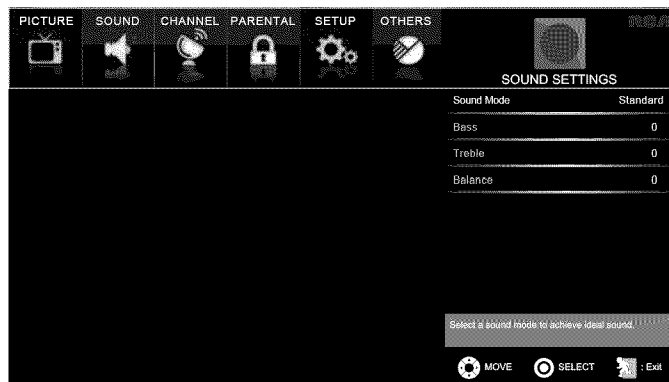 PICTURE SOUND CHANNEL PARENTAL SETUP OTHERS
RCA
SOUND SETTINGS
Sound Mode Standard
Bass 0
Treble 0
Balance 0
Select a sound mode to achieve ideal sound.
MOVE SELECT : Exit